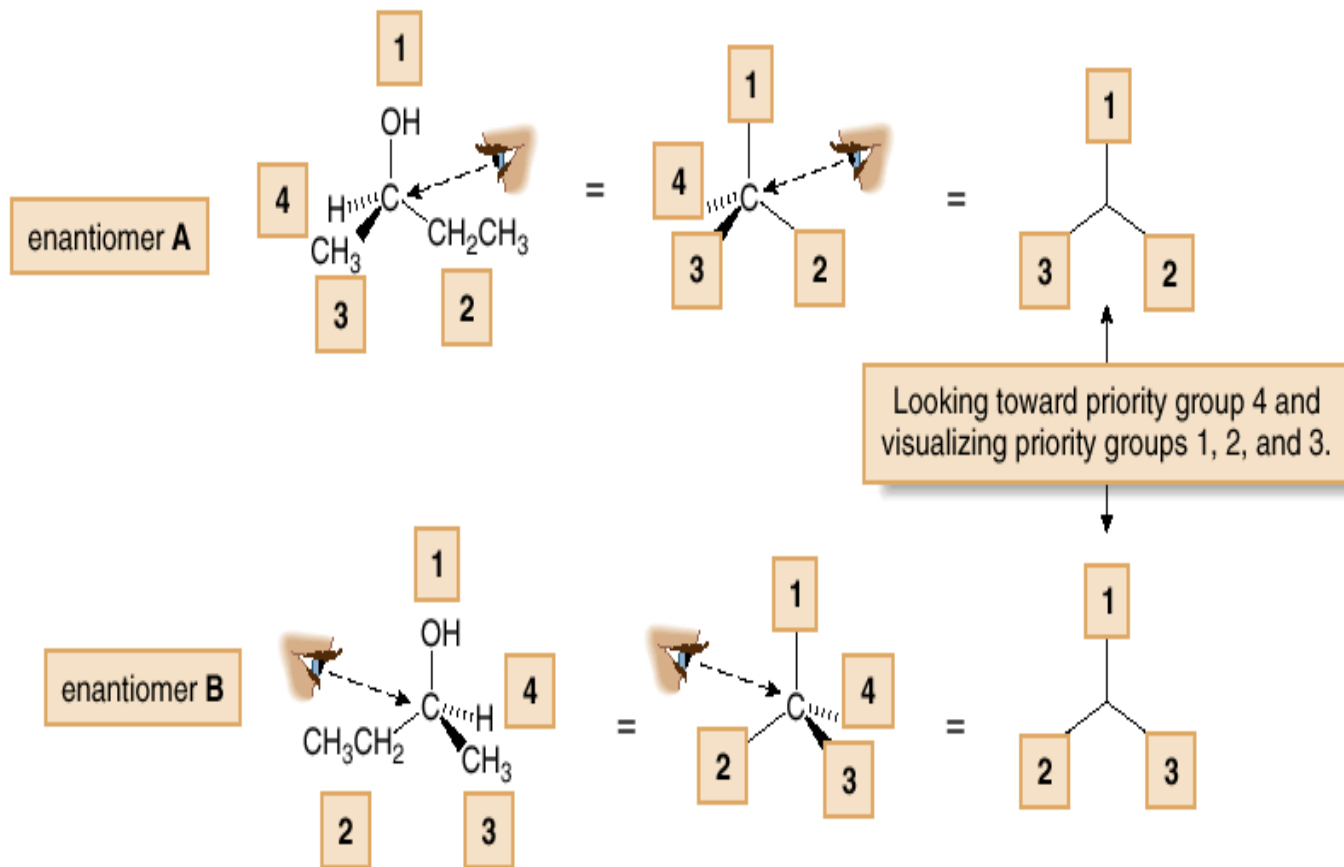 1
OH
4
H
C
CH₃
CH₂CH₃
3
2
enantiomer A
=
1
4
C
3
2
=
1
3
2
Looking toward priority group 4 and
visualizing priority groups 1, 2, and 3.
enantiomer B
1
OH
4
C
H
CH₃CH₂
CH₃
2
3
=
1
4
C
2
3
=
1
2
3